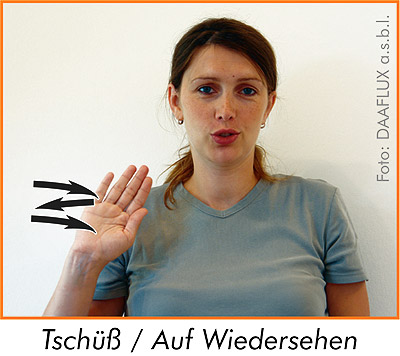 Foto: DAAFLUX a.s.b.l.
Tschüß / Auf Wiedersehen